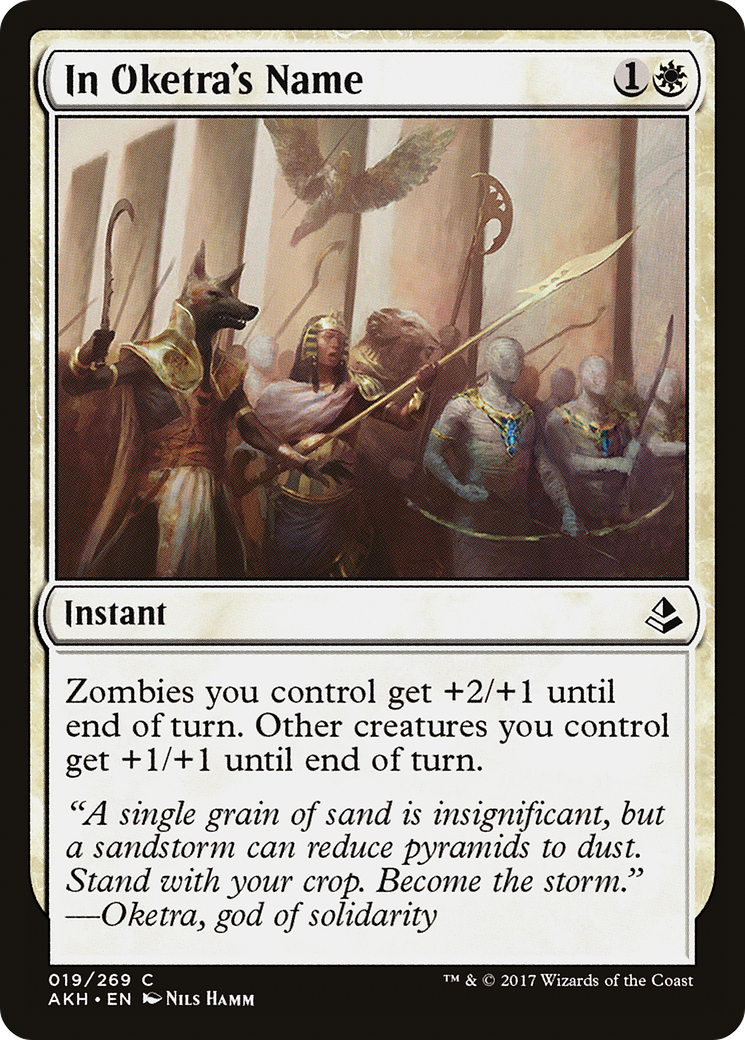 In Oketra's Name
1
Instant
Zombies you control get +2/+1 until
end of turn. Other creatures you control
get +1/+1 until end of turn.
“A single grain of sand is insignificant, but
a sandstorm can reduce pyramids to dust.
Stand with your crop. Become the storm.”
—Oketra, god of solidarity
019/269 C
™ & © 2017 Wizards of the Coast
AKH • EN Nils Hamm